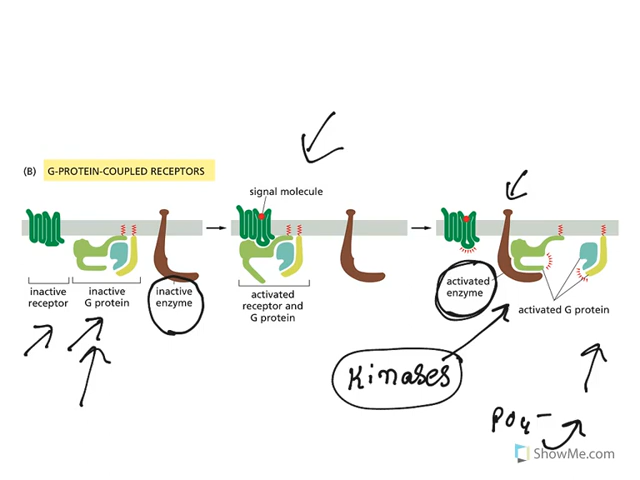 (B) G-PROTEIN-COUPLED RECEPTORS
signal molecule
inactive
receptor
inactive
G protein
inactive
enzyme
activated
receptor and
G protein
activated
enzyme
activated G protein
Kinases
PO4-
ShowMe.com